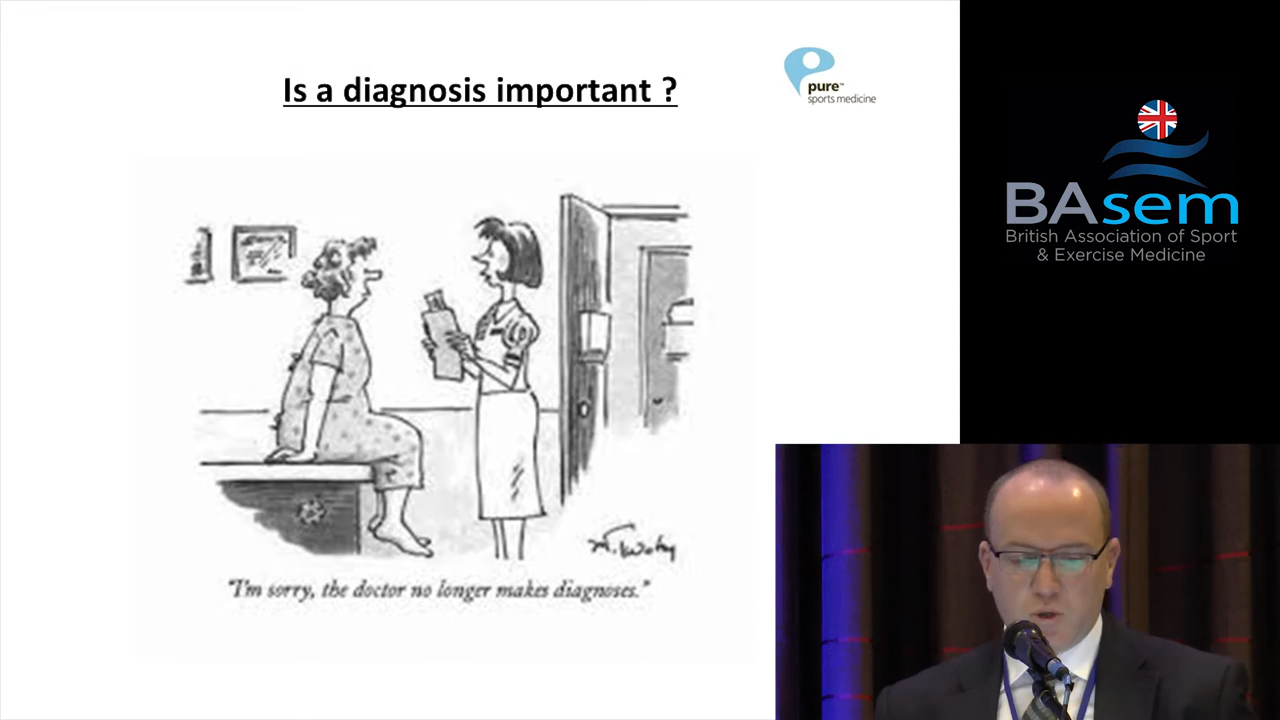 Is a diagnosis important ?
pure™
sports medicine
"I'm sorry, the doctor no longer makes diagnoses."
BAsem
British Association of Sport
& Exercise Medicine